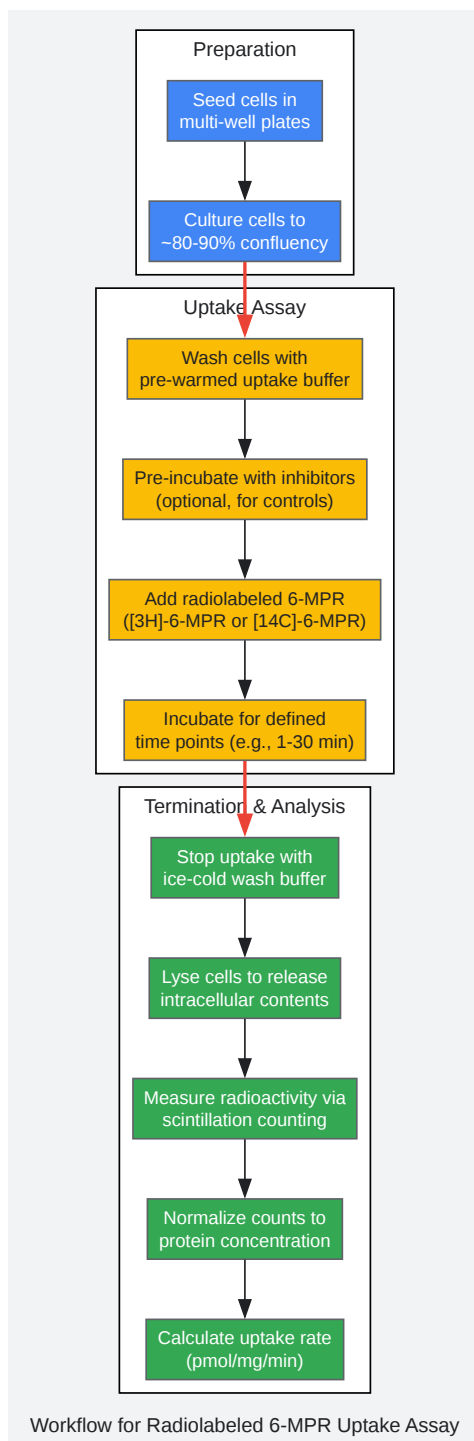 Preparation
Seed cells in
multi-well plates
Culture cells to
~80-90% confluency
Uptake Assay
Wash cells with
pre-warmed uptake buffer
Pre-incubate with inhibitors
(optional, for controls)
Add radiolabeled 6-MPR
([3H]-6-MPR or [14C]-6-MPR)
Incubate for defined
time points (e.g., 1-30 min)
Termination & Analysis
Stop uptake with
ice-cold wash buffer
Lyse cells to release
intracellular contents
Measure radioactivity via
scintillation counting
Normalize counts to
protein concentration
Calculate uptake rate
(pmol/mg/min)
Workflow for Radiolabeled 6-MPR Uptake Assay